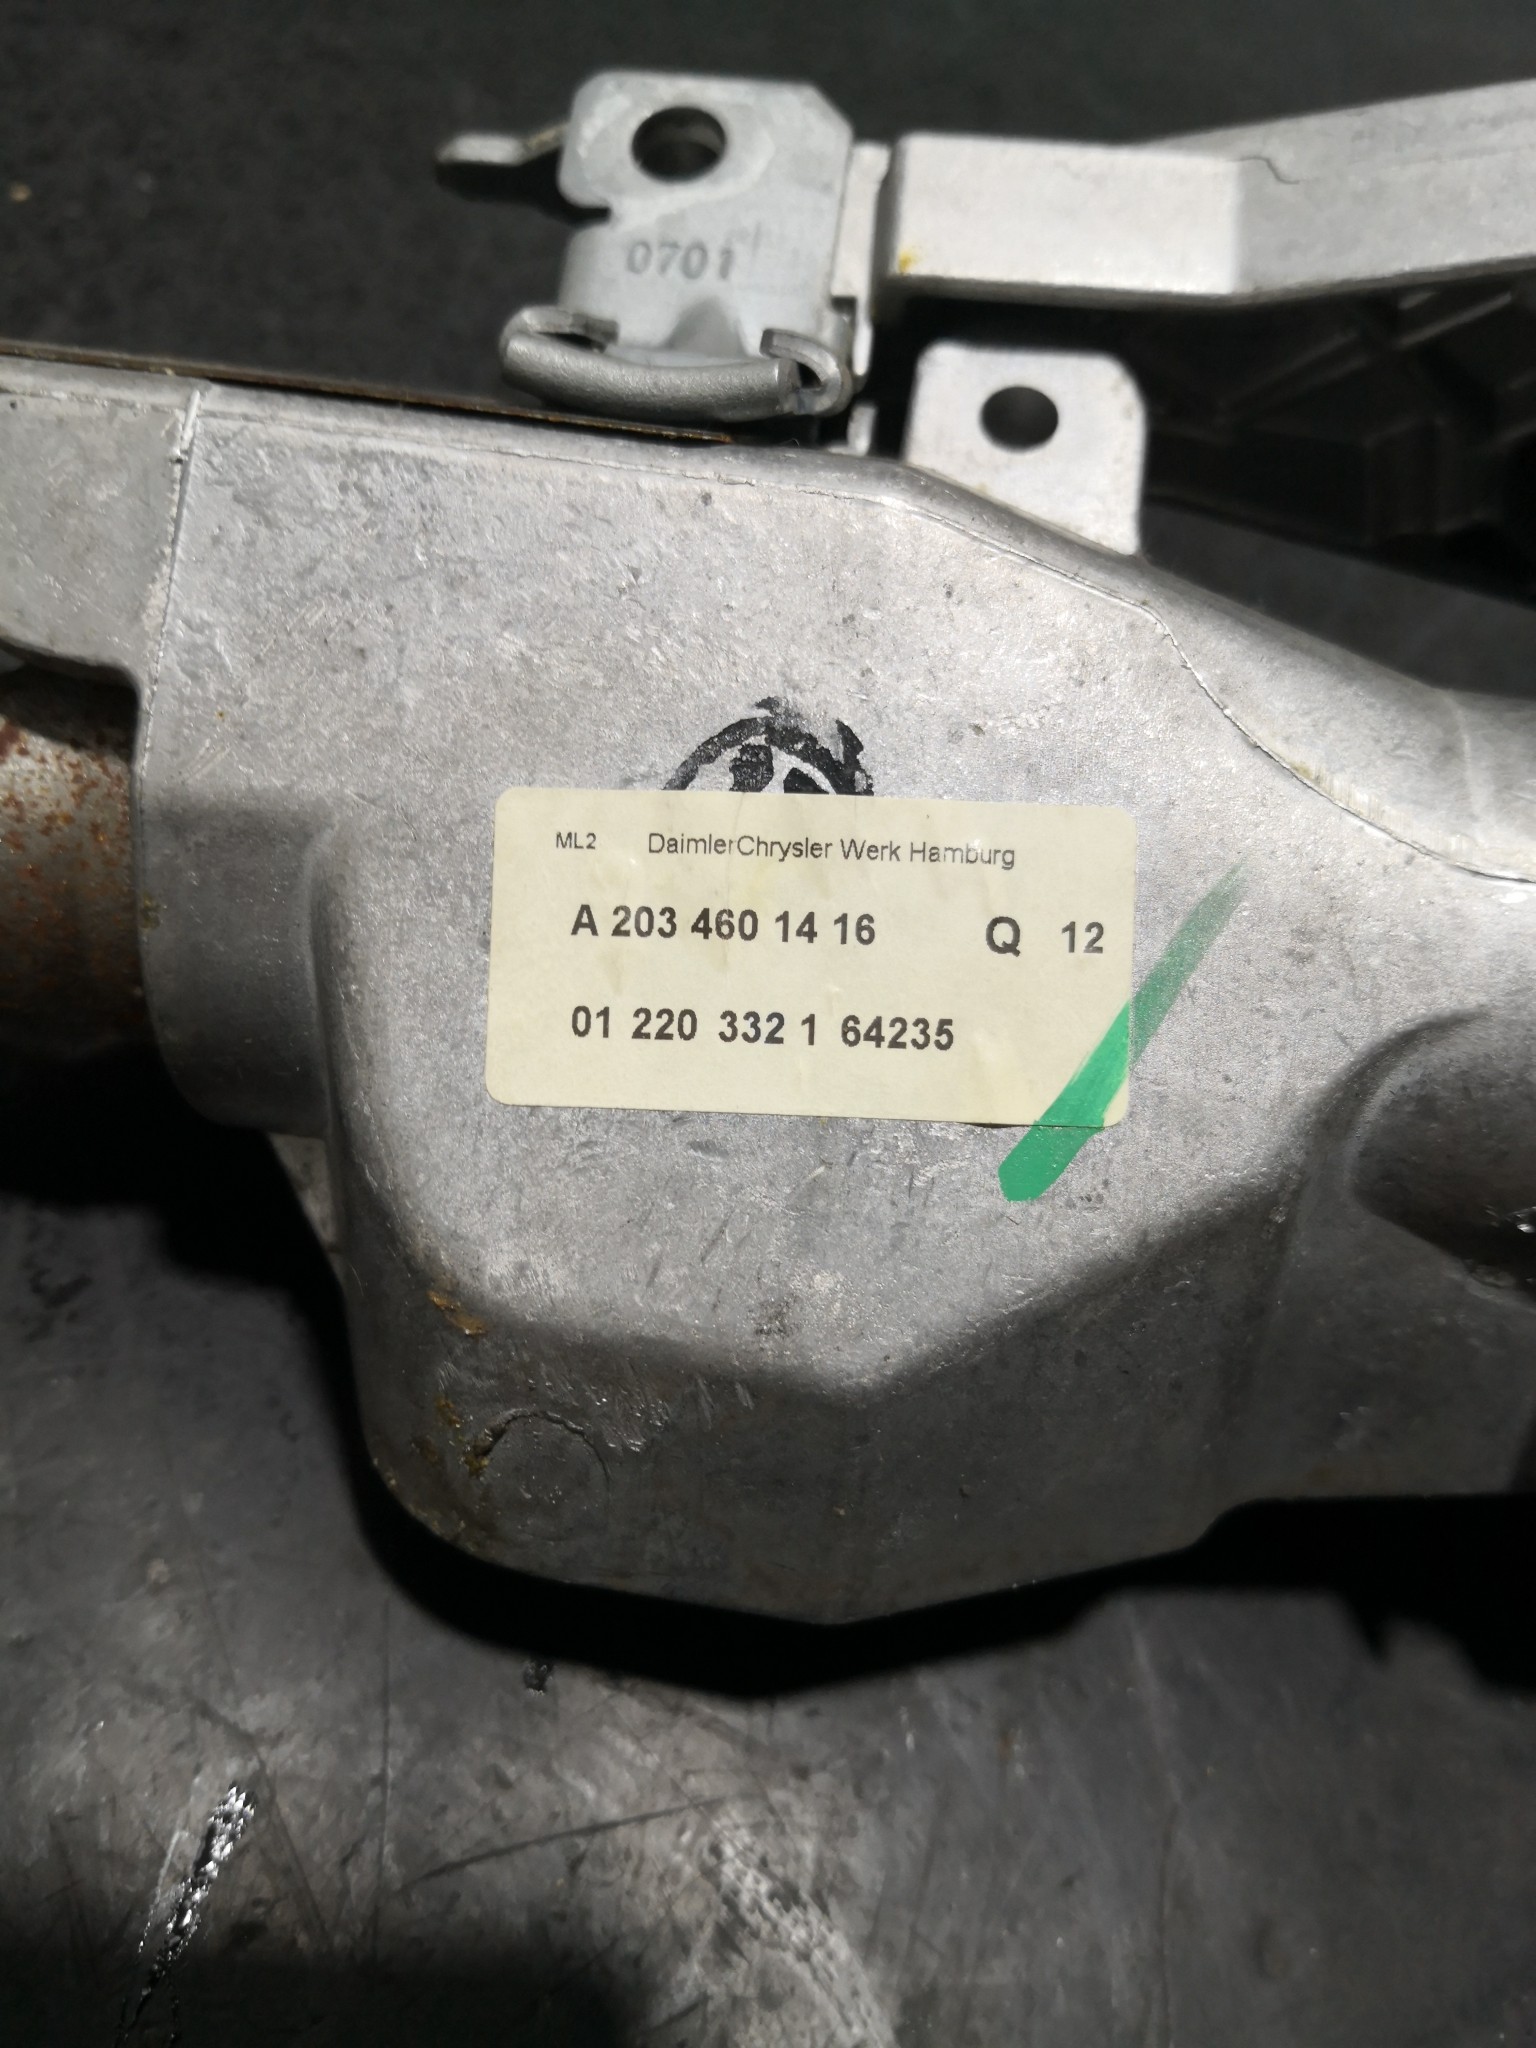 0701
ML2 DaimlerChrysler Werk Hamburg
A 203 460 14 16 Q 12
01 220 332 1 64235